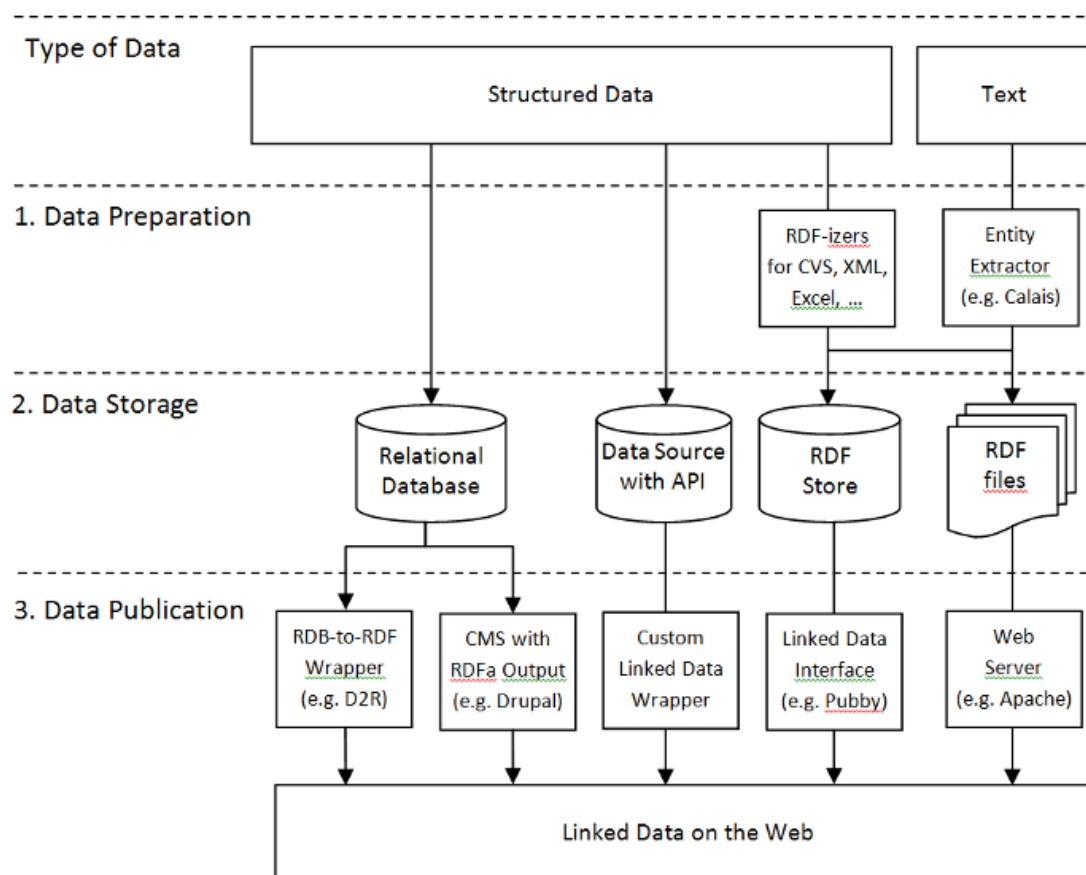 Type of Data
Structured Data
Text
1. Data Preparation
RDF-izers
for CVS, XML,
Excel, ...
Entity
Extractor
(e.g. Calais)
2. Data Storage
Relational
Database
Data Source
with API
RDF
Store
RDF
files
3. Data Publication
RDB-to-RDF
Wrapper
(e.g. D2R)
CMS with
RDFa Output
(e.g. Drupal)
Custom
Linked Data
Wrapper
Linked Data
Interface
(e.g. Pubby)
Web
Server
(e.g. Apache)
Linked Data on the Web